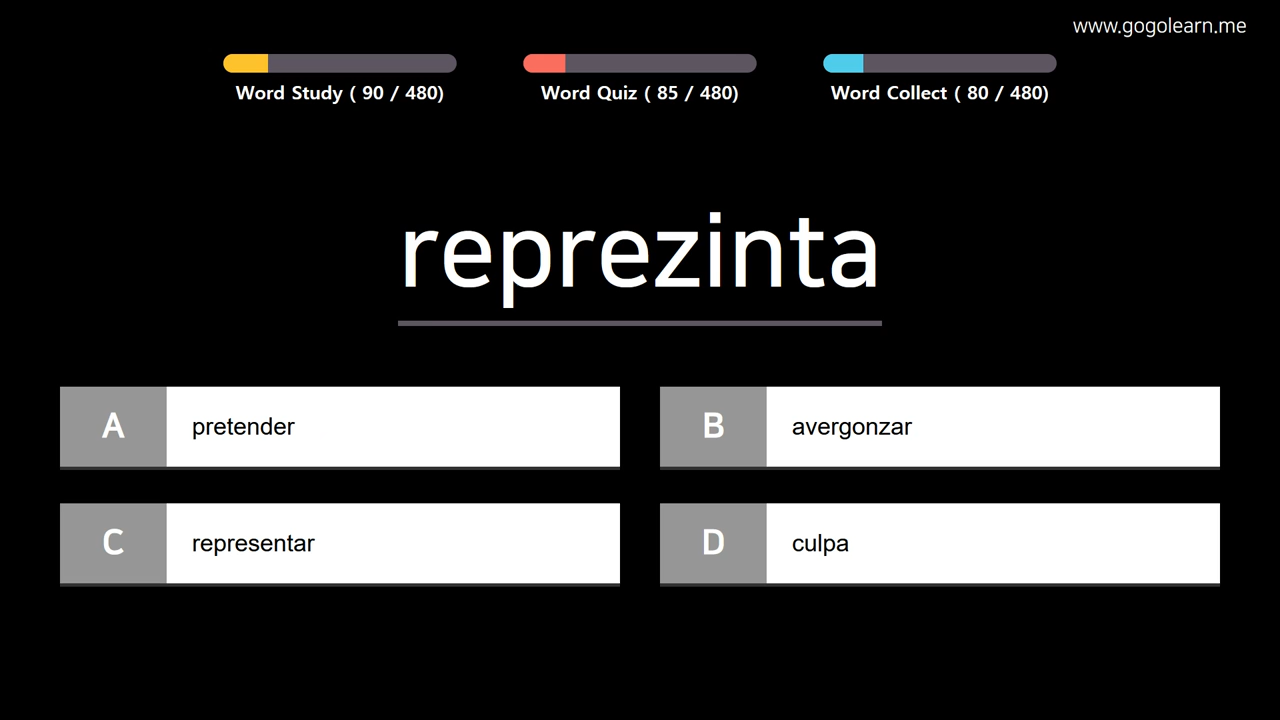 www.gogolearn.me
Word Study ( 90 / 480)
Word Quiz ( 85 / 480)
Word Collect ( 80 / 480)
reprezinta
A pretender
B avergonzar
C representar
D culpa